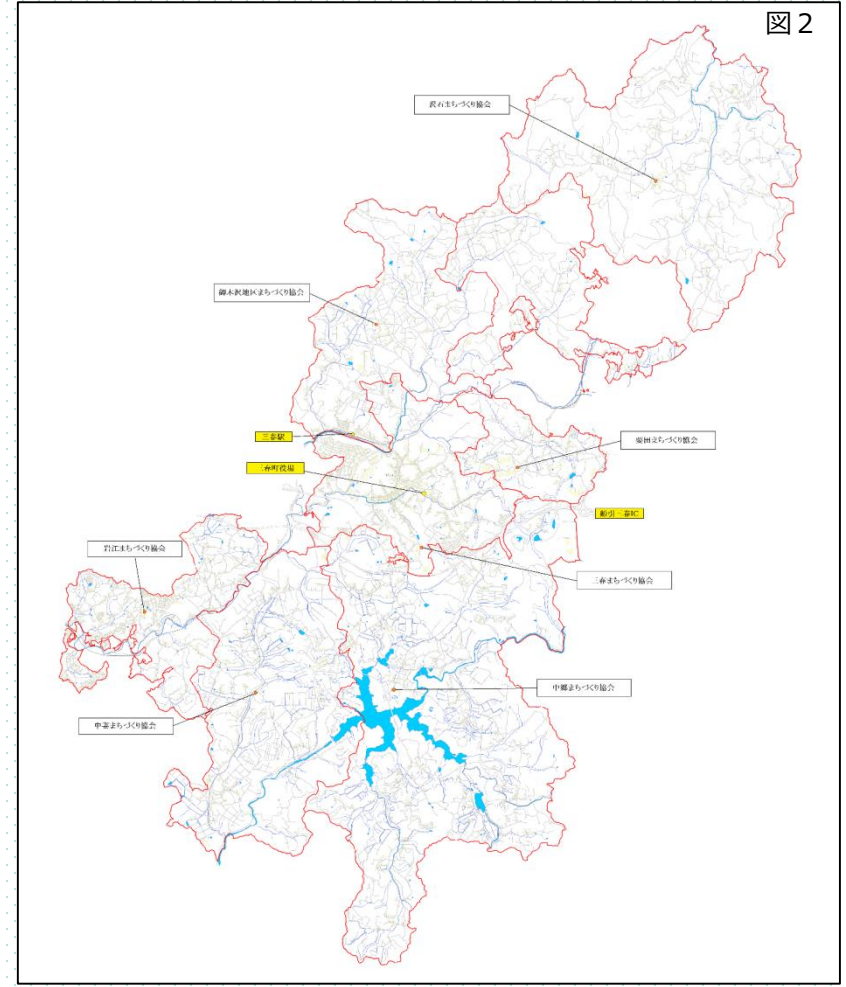 図2
沢石まちづくり協会
御木沢地区まちづくり協会
三春駅
要田まちづくり協会
三春町役場
船引三春IC
岩江まちづくり協会
三春まちづくり協会
中郷まちづくり協会
中妻まちづくり協会